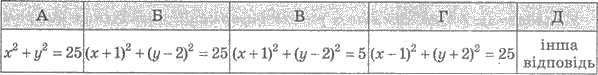 А Б В Г Д
x² + y² = 25 (x + 1)² + (y − 2)² = 25 (x + 1)² + (y − 2)² = 5 (x − 1)² + (y + 2)² = 25 інша
відповідь